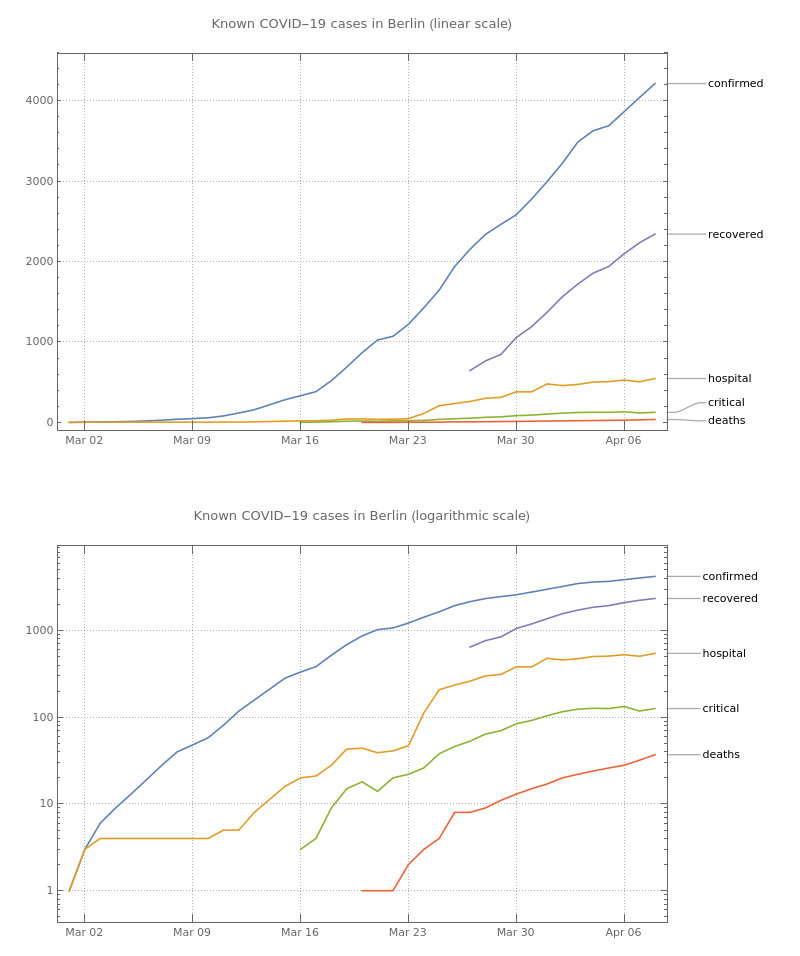 Known COVID–19 cases in Berlin (linear scale)
4000
3000
2000
1000
0
confirmed
recovered
hospital
critical
deaths
Mar 02 Mar 09 Mar 16 Mar 23 Mar 30 Apr 06
Known COVID–19 cases in Berlin (logarithmic scale)
1000
100
10
1
confirmed
recovered
hospital
critical
deaths
Mar 02 Mar 09 Mar 16 Mar 23 Mar 30 Apr 06